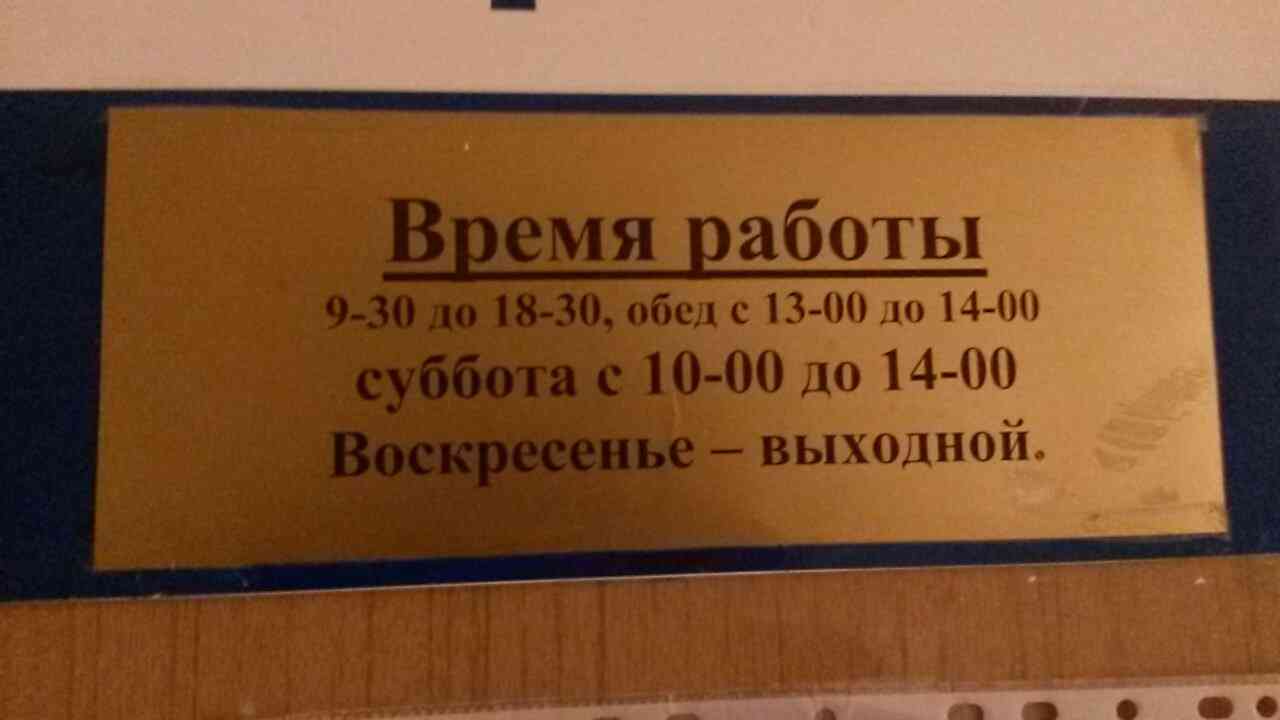 Время работы
9-30 до 18-30, обед с 13-00 до 14-00
суббота с 10-00 до 14-00
Воскресенье – выходной.